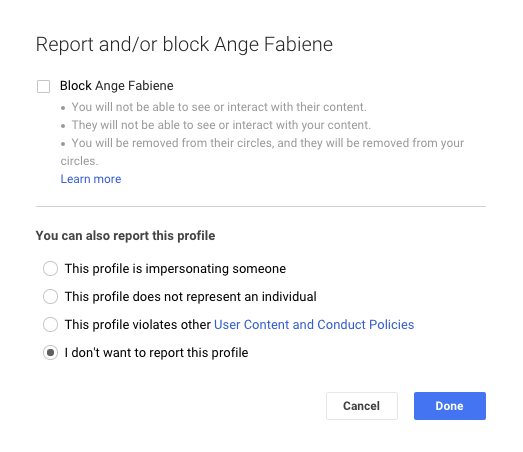 Report and/or block Ange Fabiene
Block Ange Fabiene
• You will not be able to see or interact with their content.
• They will not be able to see or interact with your content.
• You will be removed from their circles, and they will be removed from your
circles.
Learn more
You can also report this profile
This profile is impersonating someone
This profile does not represent an individual
This profile violates other User Content and Conduct Policies
I don't want to report this profile
Cancel Done